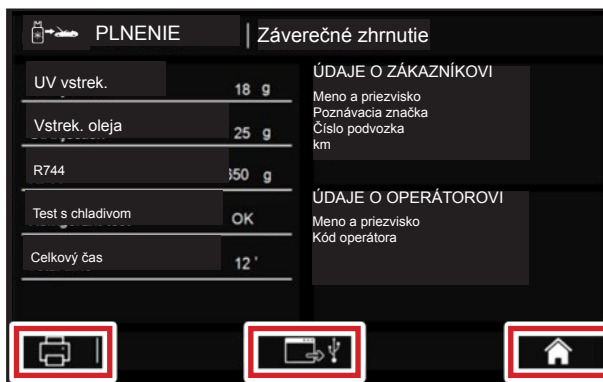 PLNENIE | Záverečné zhrnutie
UV vstrek. 18 g
Vstrek. oleja 25 g
R744 g
Test s chladivom OK
Celkový čas 12 '
ÚDAJE O ZÁKAZNÍKOVI
Meno a priezvisko
Poznávacia značka
Číslo podvozka
km
ÚDAJE O OPERÁTOROVI
Meno a priezvisko
Kód operátora